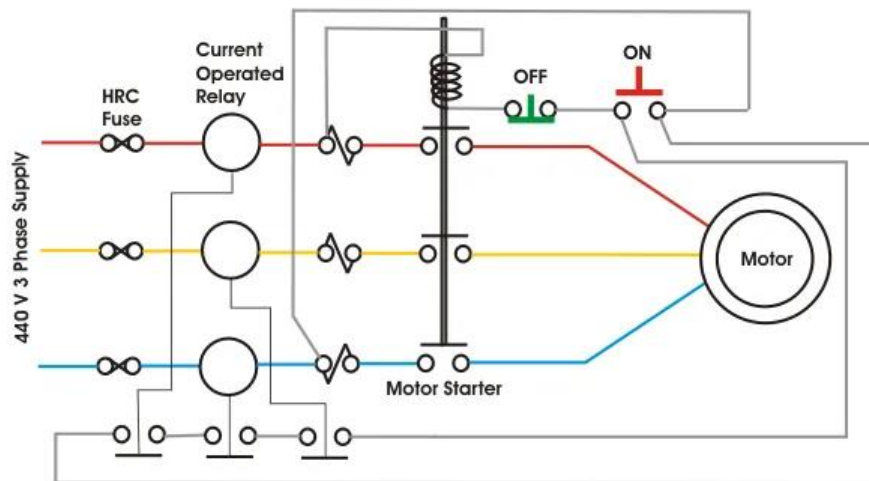 Current
Operated
Relay
HRC
Fuse
OFF
ON
440 V 3 Phase Supply
Motor
Motor Starter